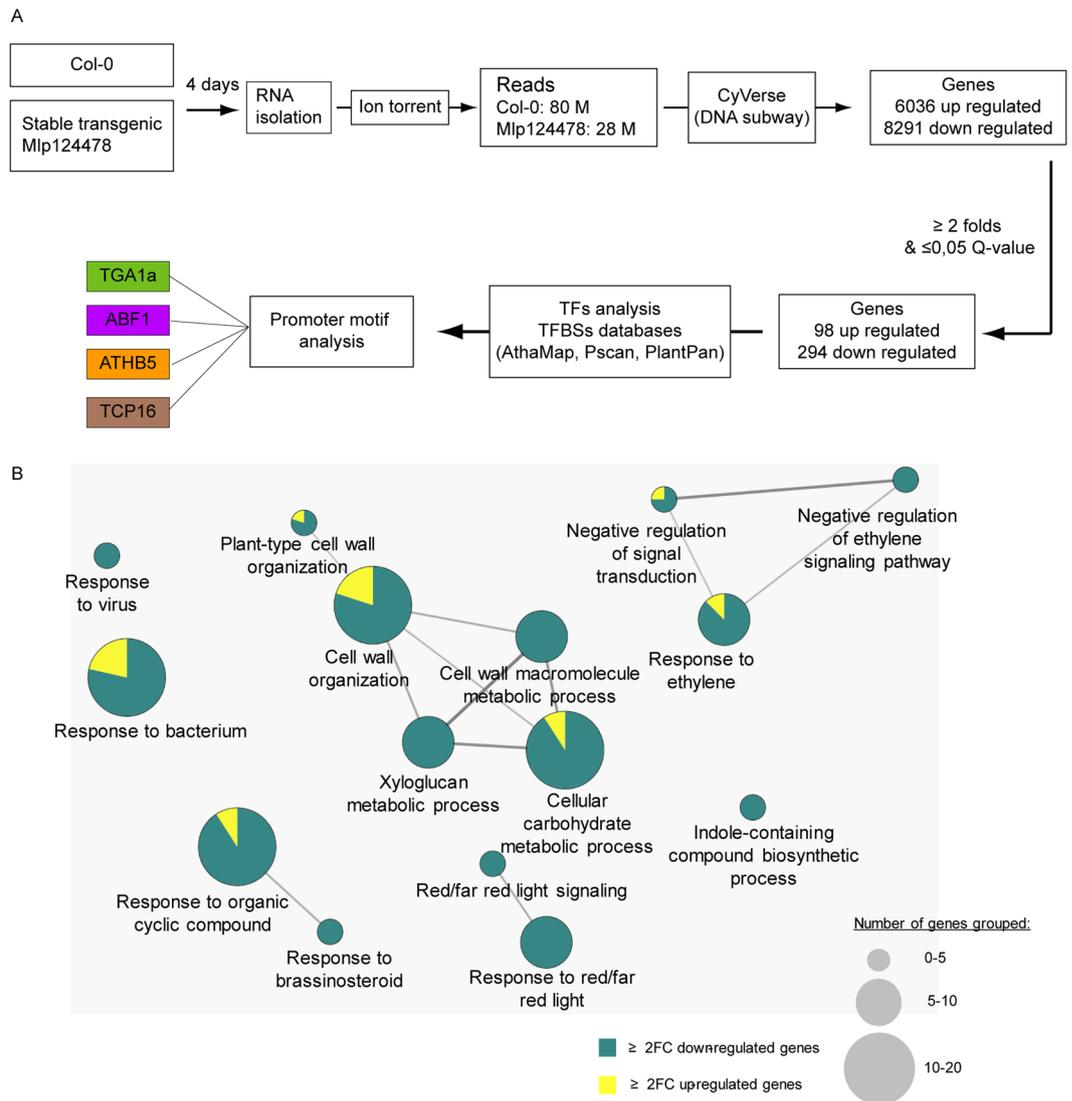 A
Col-0
Stable transgenic
Mlp124478
4 days
RNA
isolation
Ion torrent
Reads
Col-0: 80 M
Mlp124478: 28 M
CyVerse
(DNA subway)
Genes
6036 up regulated
8291 down regulated
≥ 2 folds
& ≤0,05 Q-value
Genes
98 up regulated
294 down regulated
TFs analysis
TFBSs databases
(AthaMap, Pscan, PlantPan)
Promoter motif
analysis
TGA1a
ABF1
ATHB5
TCP16
B
Response
to virus
Plant-type cell wall
organization
Negative regulation
of signal
transduction
Negative regulation
of ethylene
signaling pathway
Response to bacterium
Cell wall
organization
Cell wall macromolecule
metabolic process
Response to
ethylene
Xyloglucan
metabolic process
Cellular
carbohydrate
metabolic process
Indole-containing
compound biosynthetic
process
Response to organic
cyclic compound
Response to
brassinosteroid
Red/far red light signaling
Response to red/far
red light
Number of genes grouped:
0-5
5-10
10-20
≥ 2FC down-regulated genes
≥ 2FC up-regulated genes